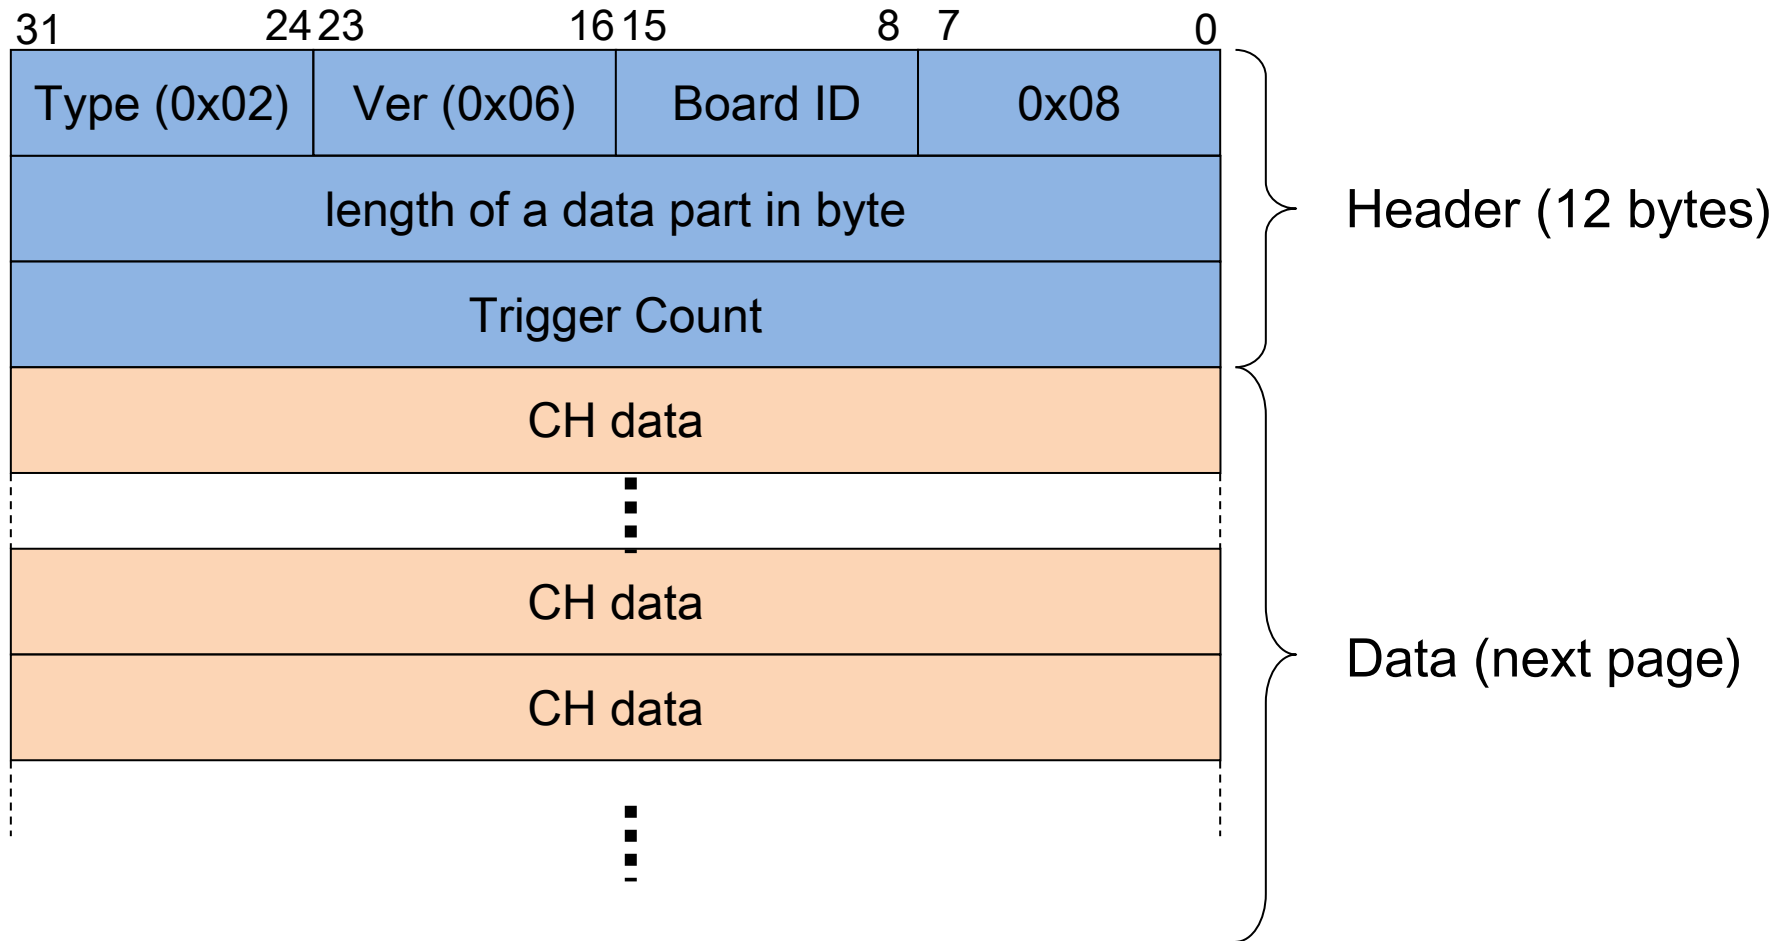 31 24 23 16 15 8 7 0
Type (0x02) Ver (0x06) Board ID 0x08
length of a data part in byte
Header (12 bytes)
Trigger Count
CH data
CH data
Data (next page)
CH data